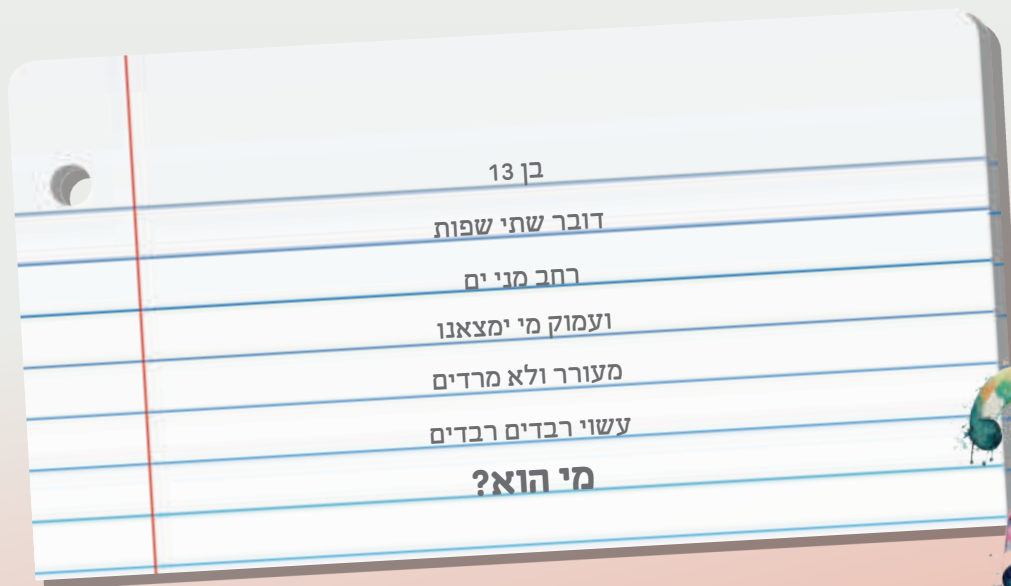 בן 13
דובר שתי שפות
רחב מני ים
ועמוק מי ימצאנו
מעורר ולא מרדים
עשוי רבדים רבדים
מי הוא?